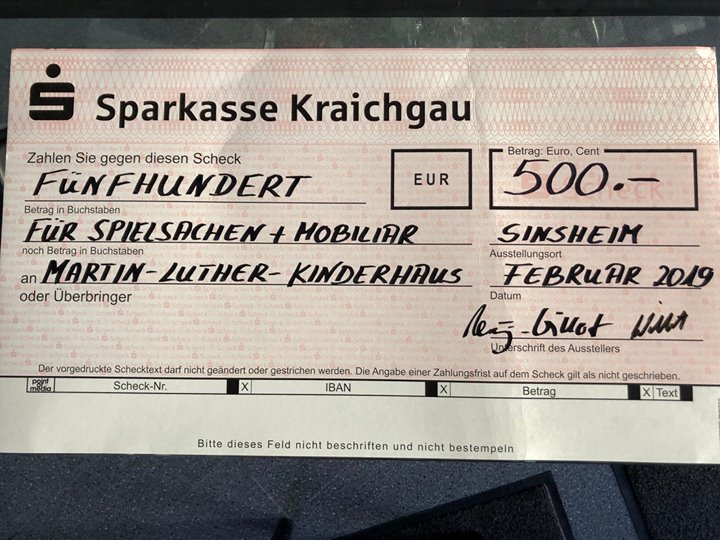 Sparkasse Kraichgau
Zahlen Sie gegen diesen Scheck
FÜNFHUNDERT
EUR
Betrag: Euro, Cent
500.-
Betrag in Buchstaben
FÜR SPIELSACHEN + MOBILIAR
SINSHEIM
noch Betrag in Buchstaben
Ausstellungsort
an MARTIN-LUTHER-KINDERHAUS
FEBRUAR 2019
oder Überbringer
Datum
Unterschrift des Ausstellers
Der vorgedruckte Schecktext darf nicht geändert oder gestrichen werden. Die Angabe einer Zahlungsfrist auf dem Scheck gilt als nicht geschrieben.
point media Scheck-Nr. X IBAN X Betrag X Text
Bitte dieses Feld nicht beschriften und nicht bestempeln